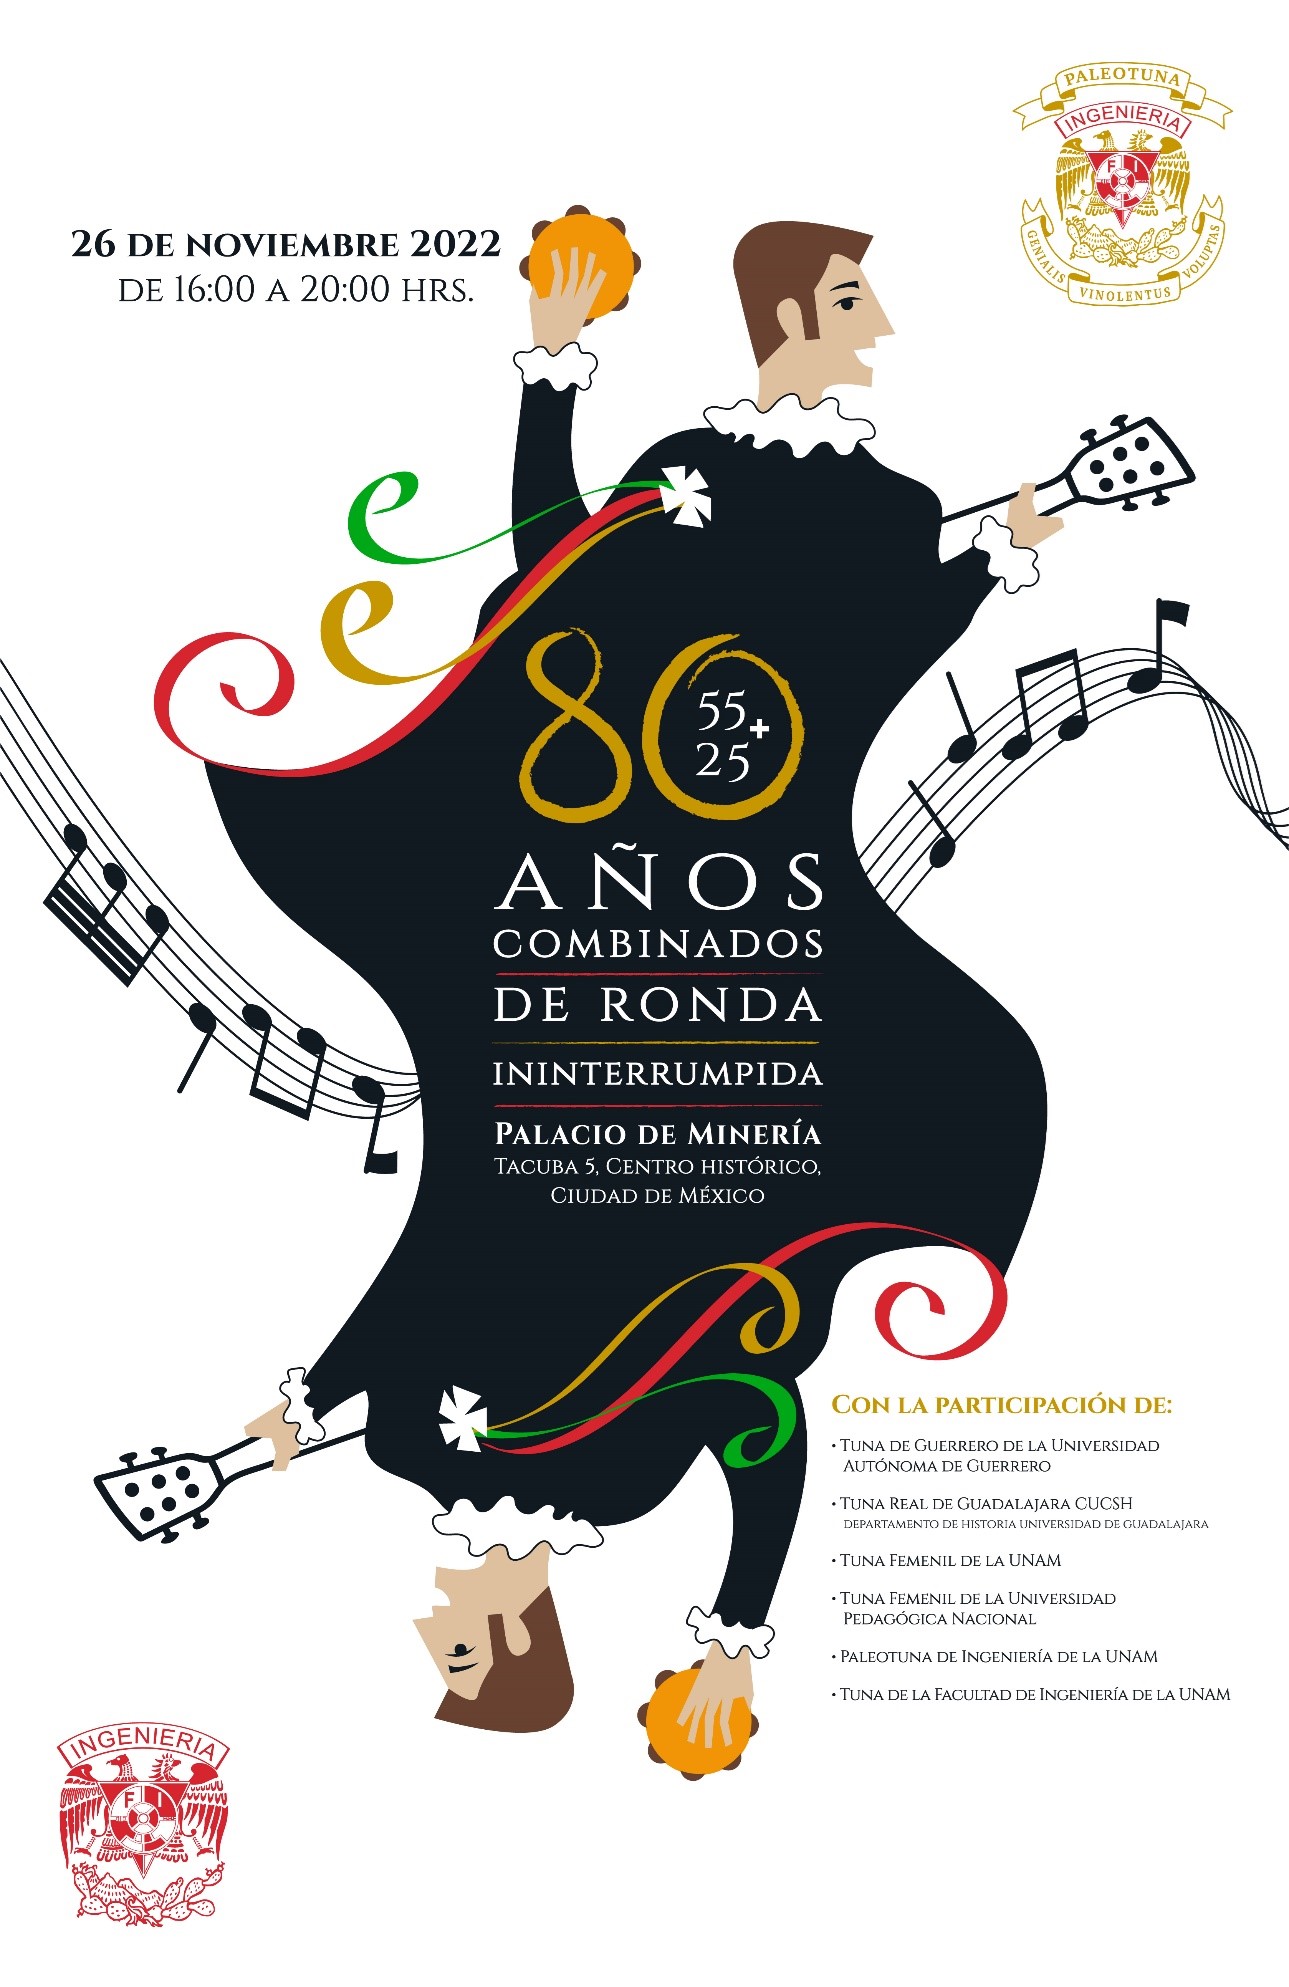 PALEOTUNA
INGENIERIA
F I
GENIALIS
VINOLENTUS
VOLUPTAS
26 DE NOVIEMBRE 2022
DE 16:00 A 20:00 HRS.
80
55
+
25
AÑOS
COMBINADOS
DE RONDA
ININTERRUMPIDA
PALACIO DE MINERÍA
TACUBA 5, CENTRO HISTÓRICO,
CIUDAD DE MÉXICO
CON LA PARTICIPACIÓN DE:
• TUNA DE GUERRERO DE LA UNIVERSIDAD
AUTÓNOMA DE GUERRERO
• TUNA REAL DE GUADALAJARA CUCSH
DEPARTAMENTO DE HISTORIA UNIVERSIDAD DE GUADALAJARA
• TUNA FEMENIL DE LA UNAM
• TUNA FEMENIL DE LA UNIVERSIDAD
PEDAGÓGICA NACIONAL
• PALEOTUNA DE INGENIERÍA DE LA UNAM
• TUNA DE LA FACULTAD DE INGENIERÍA DE LA UNAM
INGENIERIA
F I